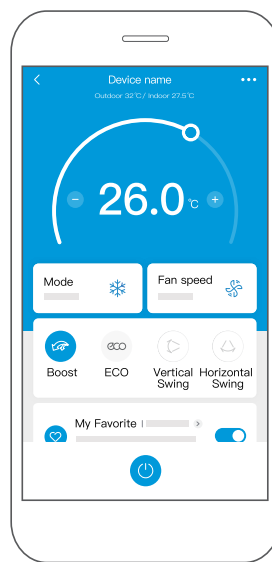 Device name
Outdoor 32℃ / Indoor 27.5℃
26.0 ℃
Mode
Fan speed
eco
Boost
ECO
Vertical Swing
Horizontal Swing
My Favorite